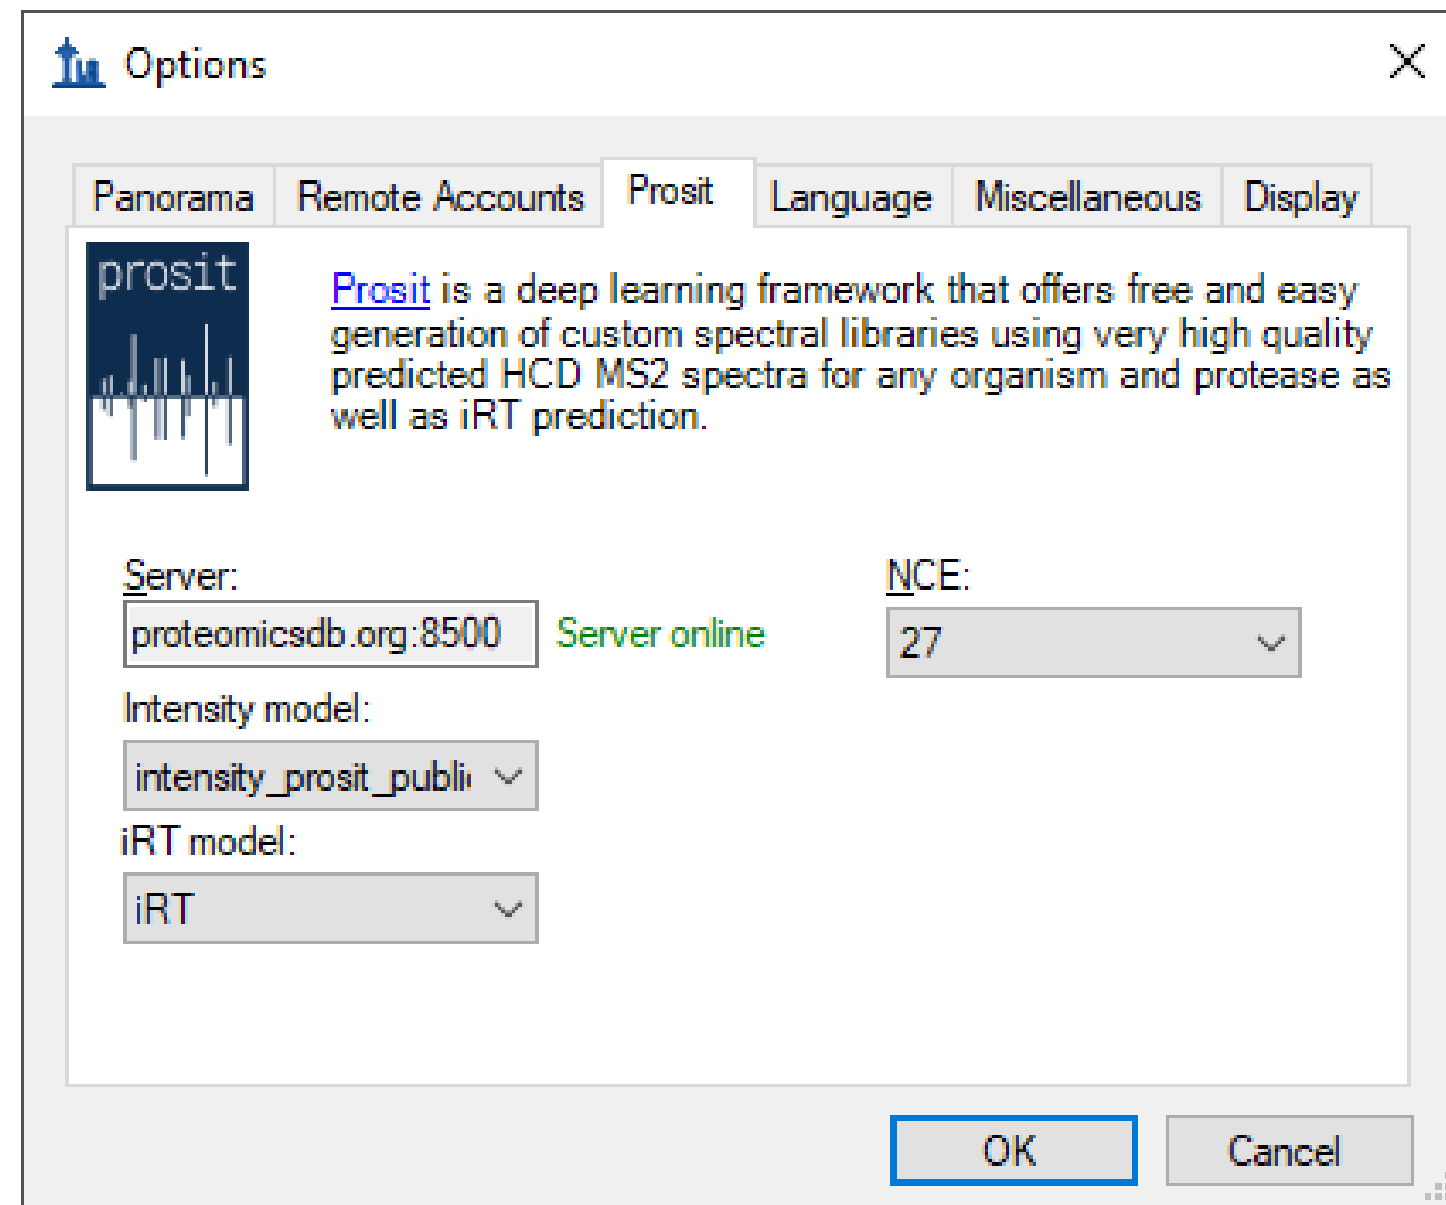 Options
Panorama Remote Accounts Prosit Language Miscellaneous Display
prosit
Prosit is a deep learning framework that offers free and easy
generation of custom spectral libraries using very high quality
predicted HCD MS2 spectra for any organism and protease as
well as iRT prediction.
Server: NCE:
proteomicsdb.org:8500 Server online 27
Intensity model:
intensity_prosit_publi
iRT model:
iRT
OK Cancel